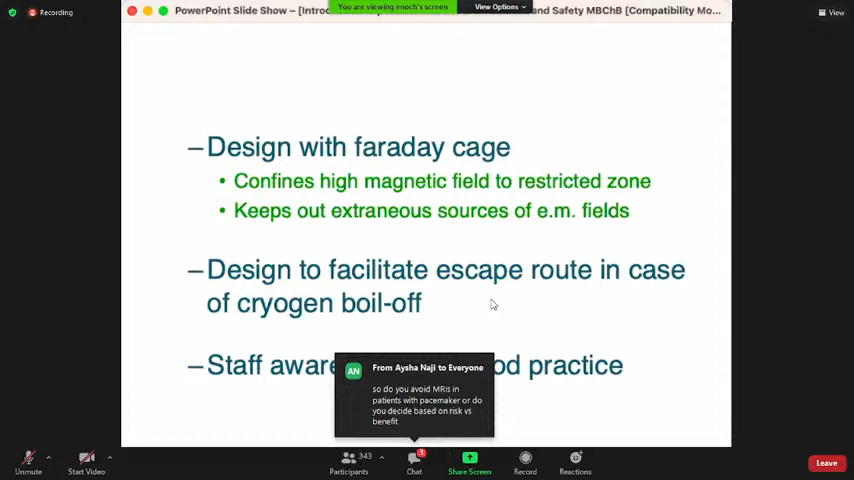 Recording
PowerPoint Slide Show – [Intro
You are viewing enoch's screen
View Options
and Safety MBChB [Compatibility Mo...
View
–Design with faraday cage
• Confines high magnetic field to restricted zone
• Keeps out extraneous sources of e.m. fields
–Design to facilitate escape route in case
of cryogen boil-off
–Staff awar
od practice
AN
From Aysha Naji to Everyone
so do you avoid MRIs in
patients with pacemaker or do
you decide based on risk vs
benefit
Unmute
Start Video
343
Participants
3
Chat
Share Screen
Record
Reactions
Leave